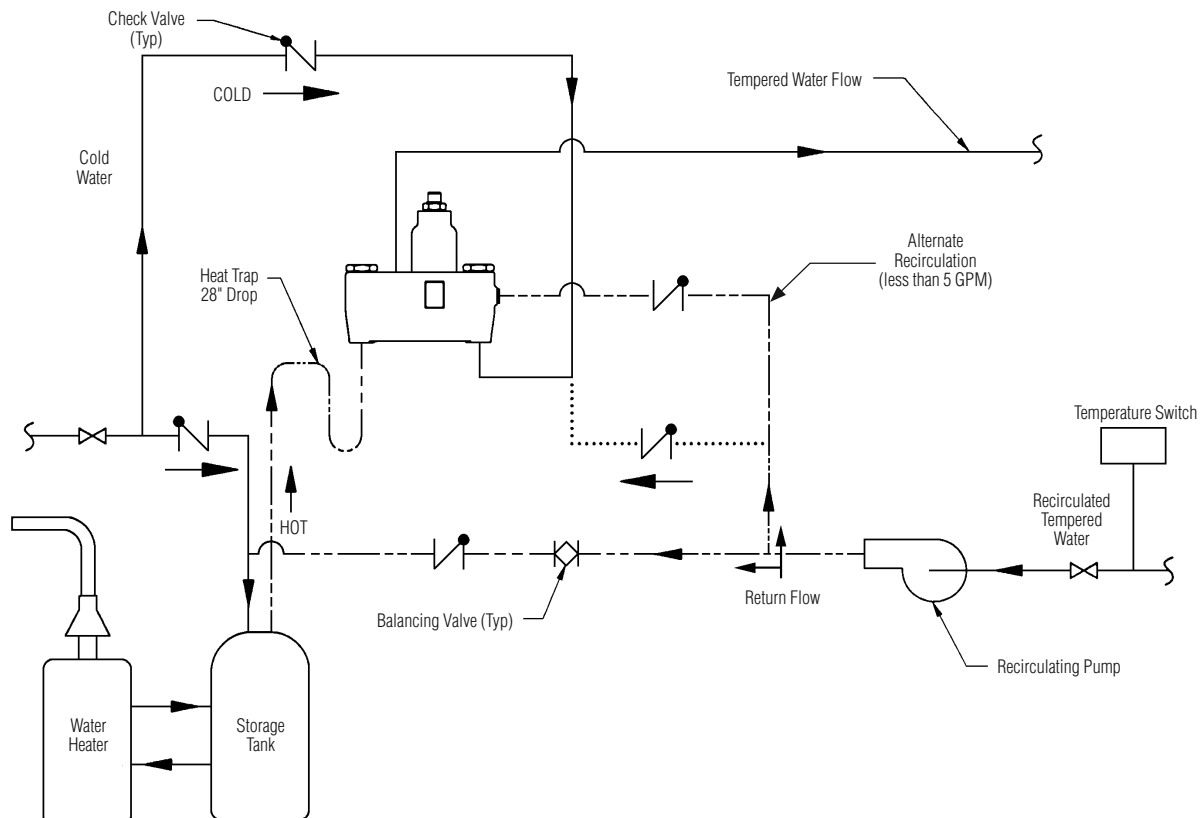 Check Valve
(Typ)
COLD
Tempered Water Flow
Cold
Water
Alternate
Recirculation
(less than 5 GPM)
Heat Trap
28" Drop
Temperature Switch
HOT
Recirculated
Tempered
Water
Balancing Valve (Typ)
Return Flow
Recirculating Pump
Water
Heater
Storage
Tank